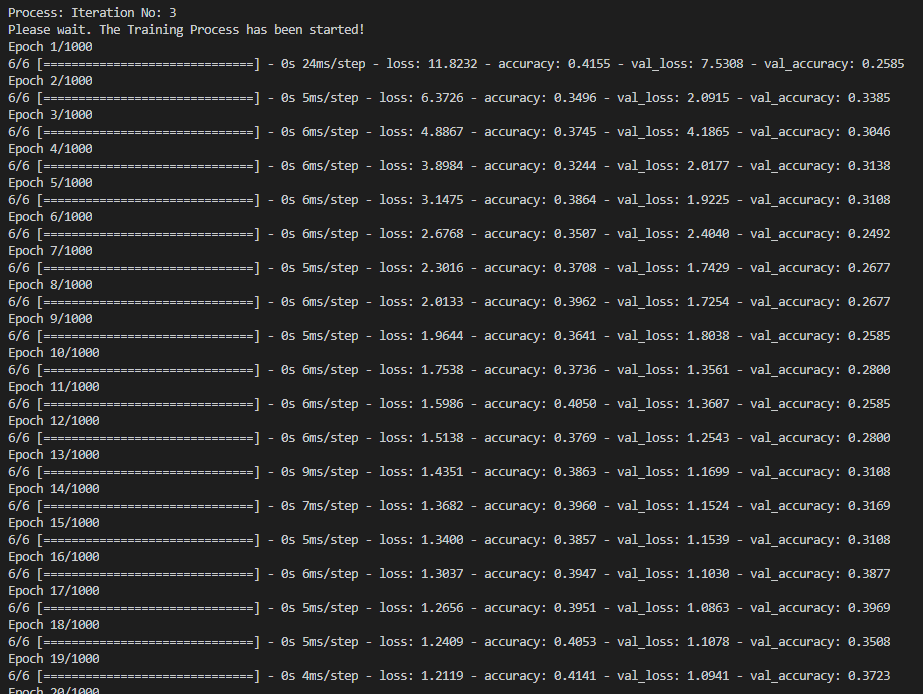 Process: Iteration No: 3
Please wait. The Training Process has been started!
Epoch 1/1000
6/6 [==============================] - 0s 24ms/step - loss: 11.8232 - accuracy: 0.4155 - val_loss: 7.5308 - val_accuracy: 0.2585
Epoch 2/1000
6/6 [==============================] - 0s 5ms/step - loss: 6.3726 - accuracy: 0.3496 - val_loss: 2.0915 - val_accuracy: 0.3385
Epoch 3/1000
6/6 [==============================] - 0s 6ms/step - loss: 4.8867 - accuracy: 0.3745 - val_loss: 4.1865 - val_accuracy: 0.3046
Epoch 4/1000
6/6 [==============================] - 0s 6ms/step - loss: 3.8984 - accuracy: 0.3244 - val_loss: 2.0177 - val_accuracy: 0.3138
Epoch 5/1000
6/6 [==============================] - 0s 6ms/step - loss: 3.1475 - accuracy: 0.3864 - val_loss: 1.9225 - val_accuracy: 0.3108
Epoch 6/1000
6/6 [==============================] - 0s 6ms/step - loss: 2.6768 - accuracy: 0.3507 - val_loss: 2.4040 - val_accuracy: 0.2492
Epoch 7/1000
6/6 [==============================] - 0s 5ms/step - loss: 2.3016 - accuracy: 0.3708 - val_loss: 1.7429 - val_accuracy: 0.2677
Epoch 8/1000
6/6 [==============================] - 0s 6ms/step - loss: 2.0133 - accuracy: 0.3962 - val_loss: 1.7254 - val_accuracy: 0.2677
Epoch 9/1000
6/6 [==============================] - 0s 5ms/step - loss: 1.9644 - accuracy: 0.3641 - val_loss: 1.8038 - val_accuracy: 0.2585
Epoch 10/1000
6/6 [==============================] - 0s 6ms/step - loss: 1.7538 - accuracy: 0.3736 - val_loss: 1.3561 - val_accuracy: 0.2800
Epoch 11/1000
6/6 [==============================] - 0s 6ms/step - loss: 1.5986 - accuracy: 0.4050 - val_loss: 1.3607 - val_accuracy: 0.2585
Epoch 12/1000
6/6 [==============================] - 0s 6ms/step - loss: 1.5138 - accuracy: 0.3769 - val_loss: 1.2543 - val_accuracy: 0.2800
Epoch 13/1000
6/6 [==============================] - 0s 9ms/step - loss: 1.4351 - accuracy: 0.3863 - val_loss: 1.1699 - val_accuracy: 0.3108
Epoch 14/1000
6/6 [==============================] - 0s 7ms/step - loss: 1.3682 - accuracy: 0.3960 - val_loss: 1.1524 - val_accuracy: 0.3169
Epoch 15/1000
6/6 [==============================] - 0s 5ms/step - loss: 1.3400 - accuracy: 0.3857 - val_loss: 1.1539 - val_accuracy: 0.3108
Epoch 16/1000
6/6 [==============================] - 0s 6ms/step - loss: 1.3037 - accuracy: 0.3947 - val_loss: 1.1030 - val_accuracy: 0.3877
Epoch 17/1000
6/6 [==============================] - 0s 5ms/step - loss: 1.2656 - accuracy: 0.3951 - val_loss: 1.0863 - val_accuracy: 0.3969
Epoch 18/1000
6/6 [==============================] - 0s 5ms/step - loss: 1.2409 - accuracy: 0.4053 - val_loss: 1.1078 - val_accuracy: 0.3508
Epoch 19/1000
6/6 [==============================] - 0s 4ms/step - loss: 1.2119 - accuracy: 0.4141 - val_loss: 1.0941 - val_accuracy: 0.3723
Epoch 20/1000